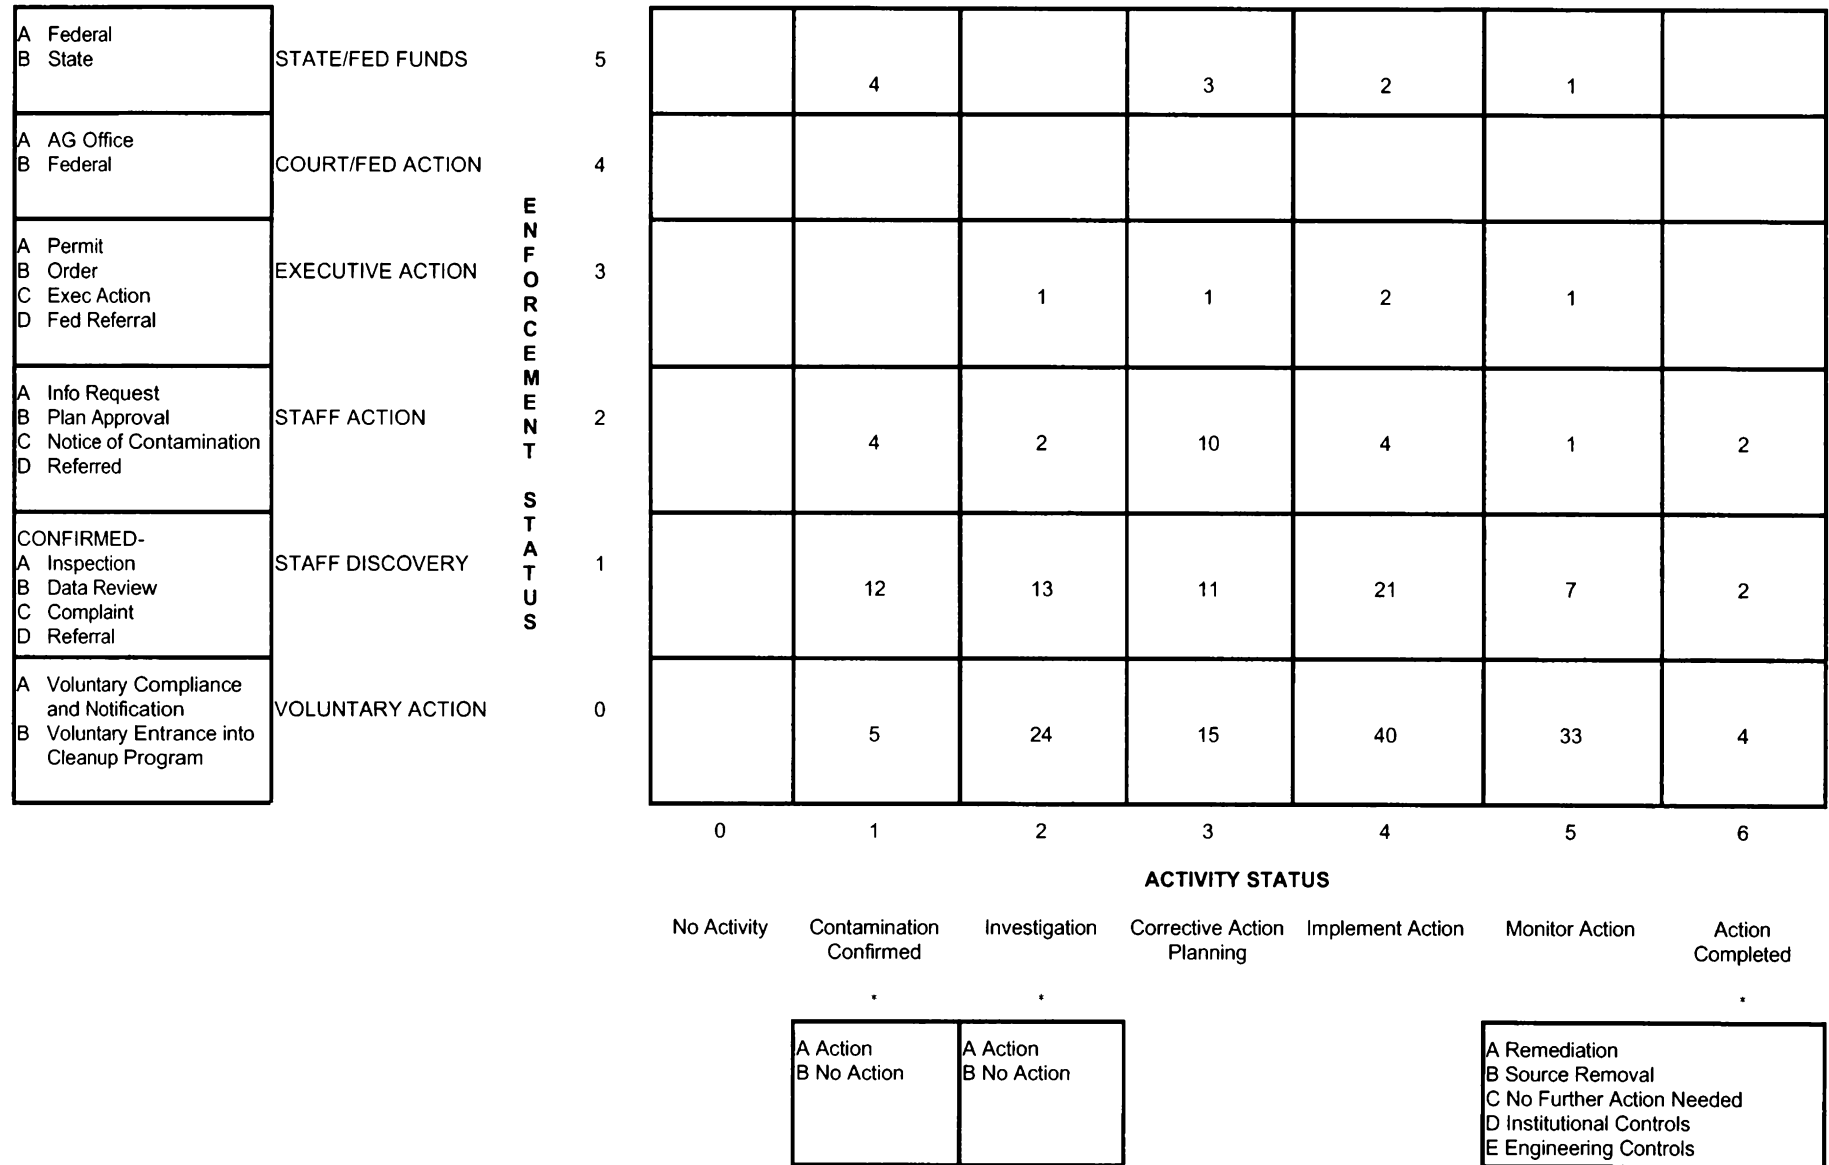 A Federal
B State
STATE/FED FUNDS 5
4 3 2 1
A AG Office
B Federal
COURT/FED ACTION 4
A Permit
B Order
C Exec Action
D Fed Referral
EXECUTIVE ACTION 3
1 1 2 1
A Info Request
B Plan Approval
C Notice of Contamination
D Referred
STAFF ACTION 2
4 2 10 4 1 2
CONFIRMED-
A Inspection
B Data Review
C Complaint
D Referral
STAFF DISCOVERY 1
12 13 11 21 7 2
A Voluntary Compliance
and Notification
B Voluntary Entrance into
Cleanup Program
VOLUNTARY ACTION 0
5 24 15 40 33 4
ENFORCEMENT STATUS
0 1 2 3 4 5 6
ACTIVITY STATUS
No Activity
Contamination
Confirmed
Investigation
Corrective Action
Planning
Implement Action
Monitor Action
Action
Completed
* * *
A Action
B No Action
A Action
B No Action
A Remediation
B Source Removal
C No Further Action Needed
D Institutional Controls
E Engineering Controls